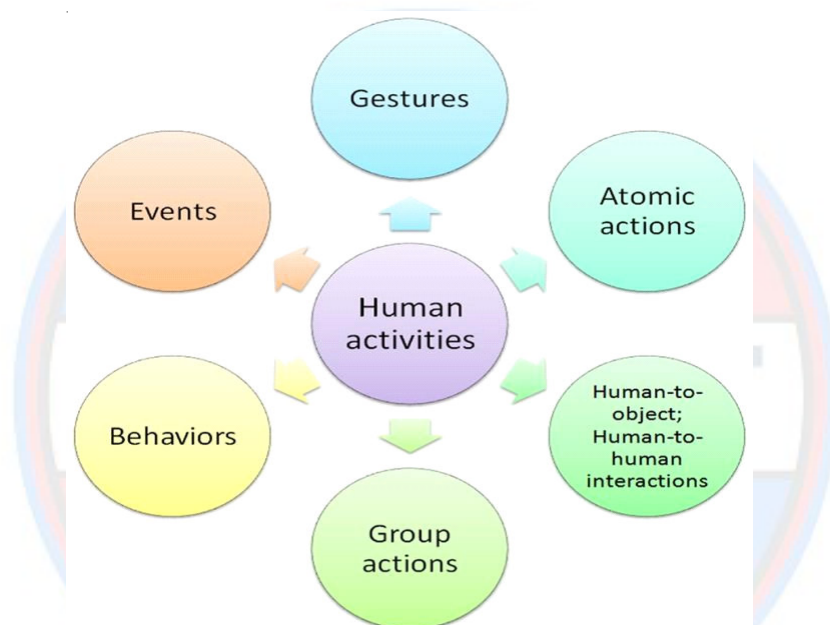 Gestures
Events
Atomic
actions
Human
activities
Behaviors
Human-to-
object;
Human-to-
human
interactions
Group
actions